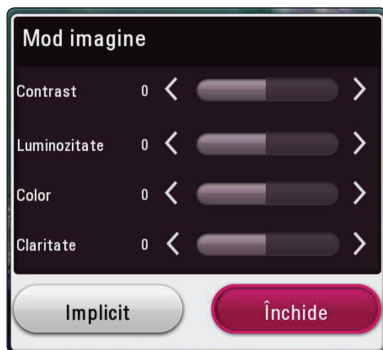 Mod imagine
Contrast 0
Luminozitate 0
Color 0
Claritate 0
Implicit Închide